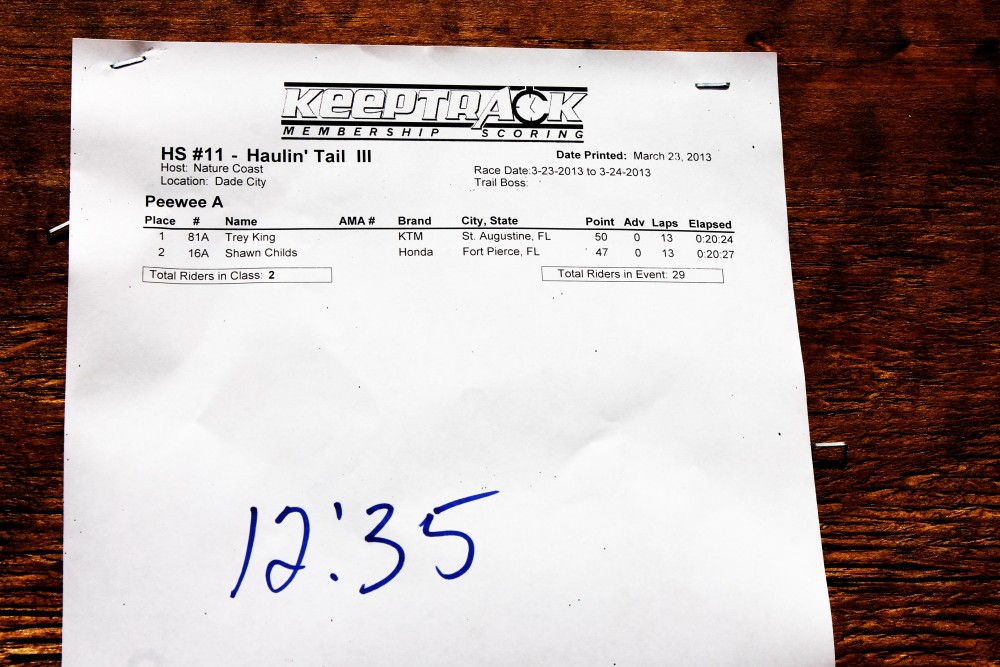 KEEPTRACK
MEMBERSHIP SCORING
HS #11 - Haulin' Tail III
Date Printed: March 23, 2013
Host: Nature Coast
Race Date:3-23-2013 to 3-24-2013
Location: Dade City
Trail Boss:
Peewee A
Place # Name AMA # Brand City, State Point Adv Laps Elapsed
1 81A Trey King KTM St. Augustine, FL 50 0 13 0:20:24
2 16A Shawn Childs Honda Fort Pierce, FL 47 0 13 0:20:27
Total Riders in Class: 2 Total Riders in Event: 29
12:35